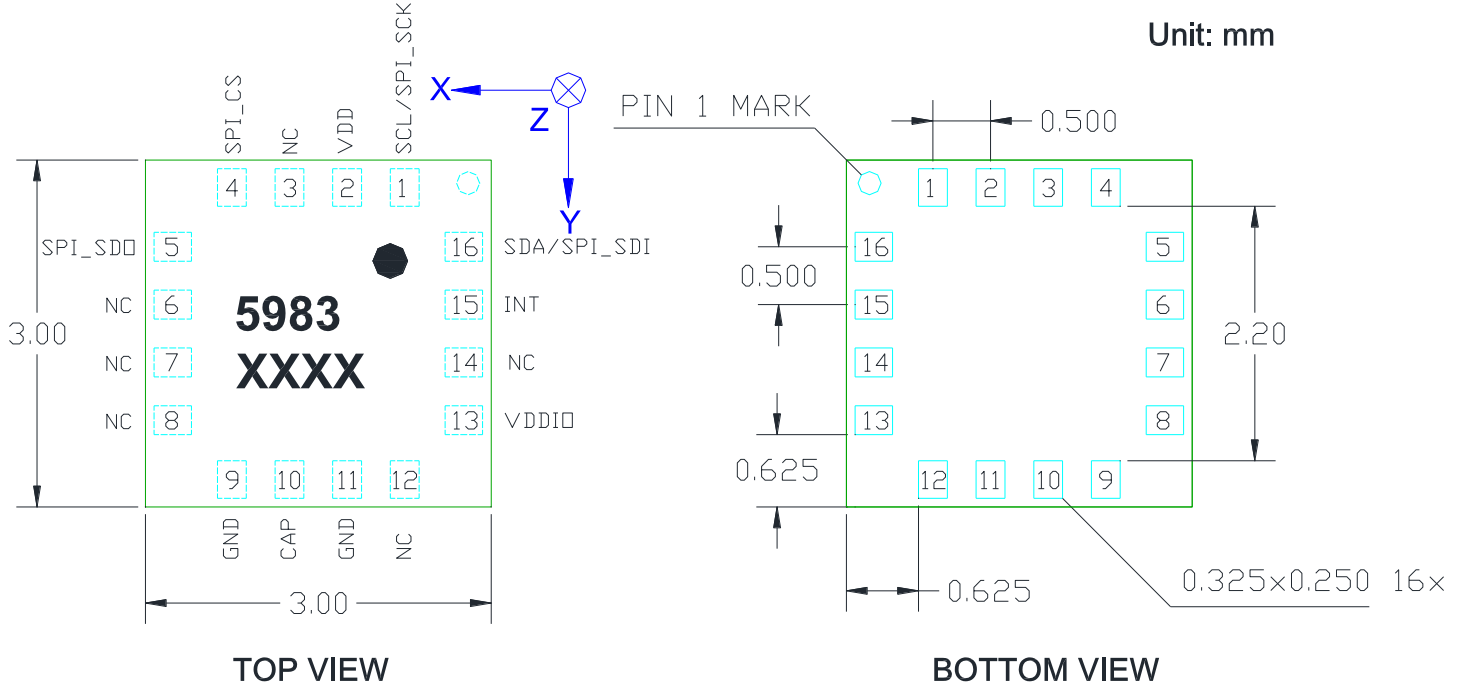 Unit: mm
SPI_CS
NC
VDD
SCL/SPI_SCK
X
Z
Y
PIN 1 MARK
0.500
4 3 2 1
1 2 3 4
SPI_SDO 5
16 SDA/SPI_SDI
16
5
0.500
NC 6
5983
15 INT
15
6
3.00
2.20
NC 7
XXXX
14 NC
14
7
NC 8
13 VDDIO
13
8
0.625
9 10 11 12
12 11 10 9
GND
CAP
GND
NC
3.00
0.625
0.325x0.250 16x
TOP VIEW
BOTTOM VIEW